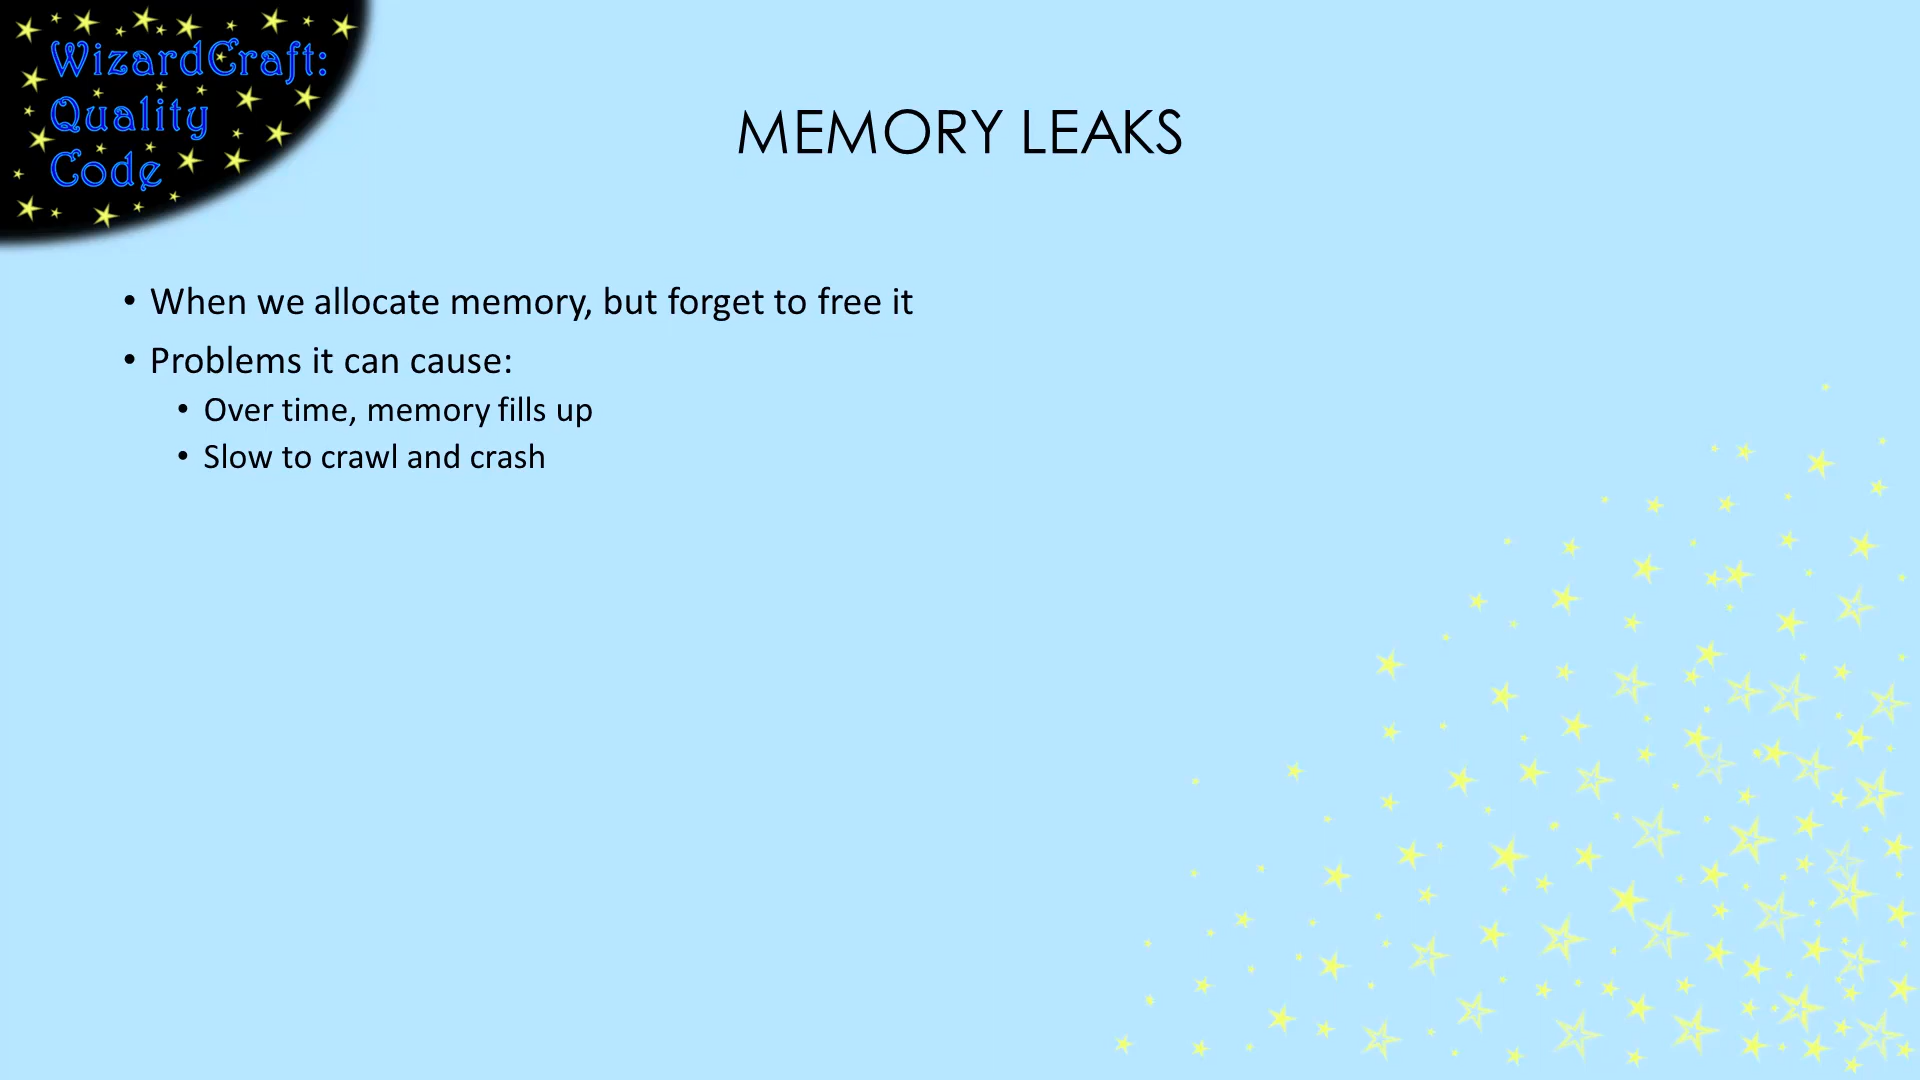 WizardCraft:
Quality
Code
MEMORY LEAKS
• When we allocate memory, but forget to free it
• Problems it can cause:
• Over time, memory fills up
• Slow to crawl and crash